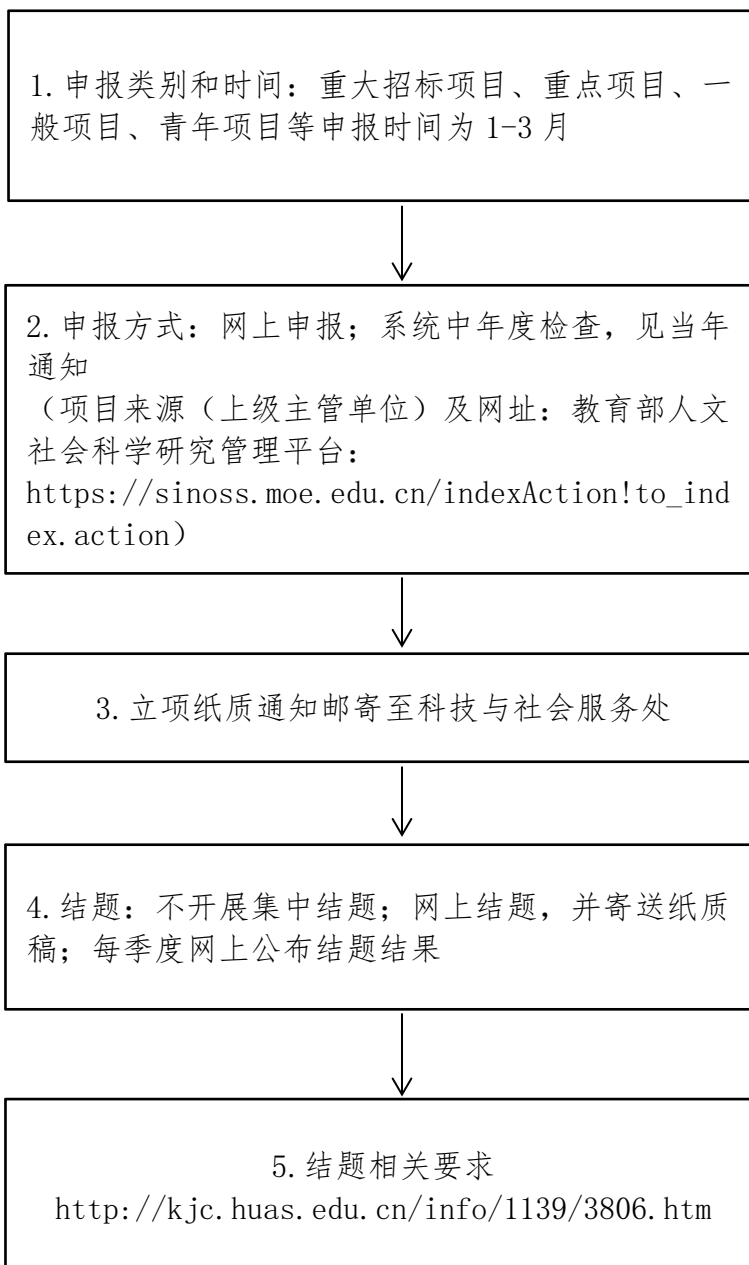 1.申报类别和时间：重大招标项目、重点项目、一
般项目、青年项目等申报时间为 1-3 月
2.申报方式：网上申报；系统中年度检查，见当年
通知
（项目来源（上级主管单位）及网址：教育部人文
社会科学研究管理平台：
https://sinoss.moe.edu.cn/indexAction!to_ind
ex.action）
3.立项纸质通知邮寄至科技与社会服务处
4.结题：不开展集中结题；网上结题，并寄送纸质
稿；每季度网上公布结题结果
5.结题相关要求
http://kjc.huas.edu.cn/info/1139/3806.htm